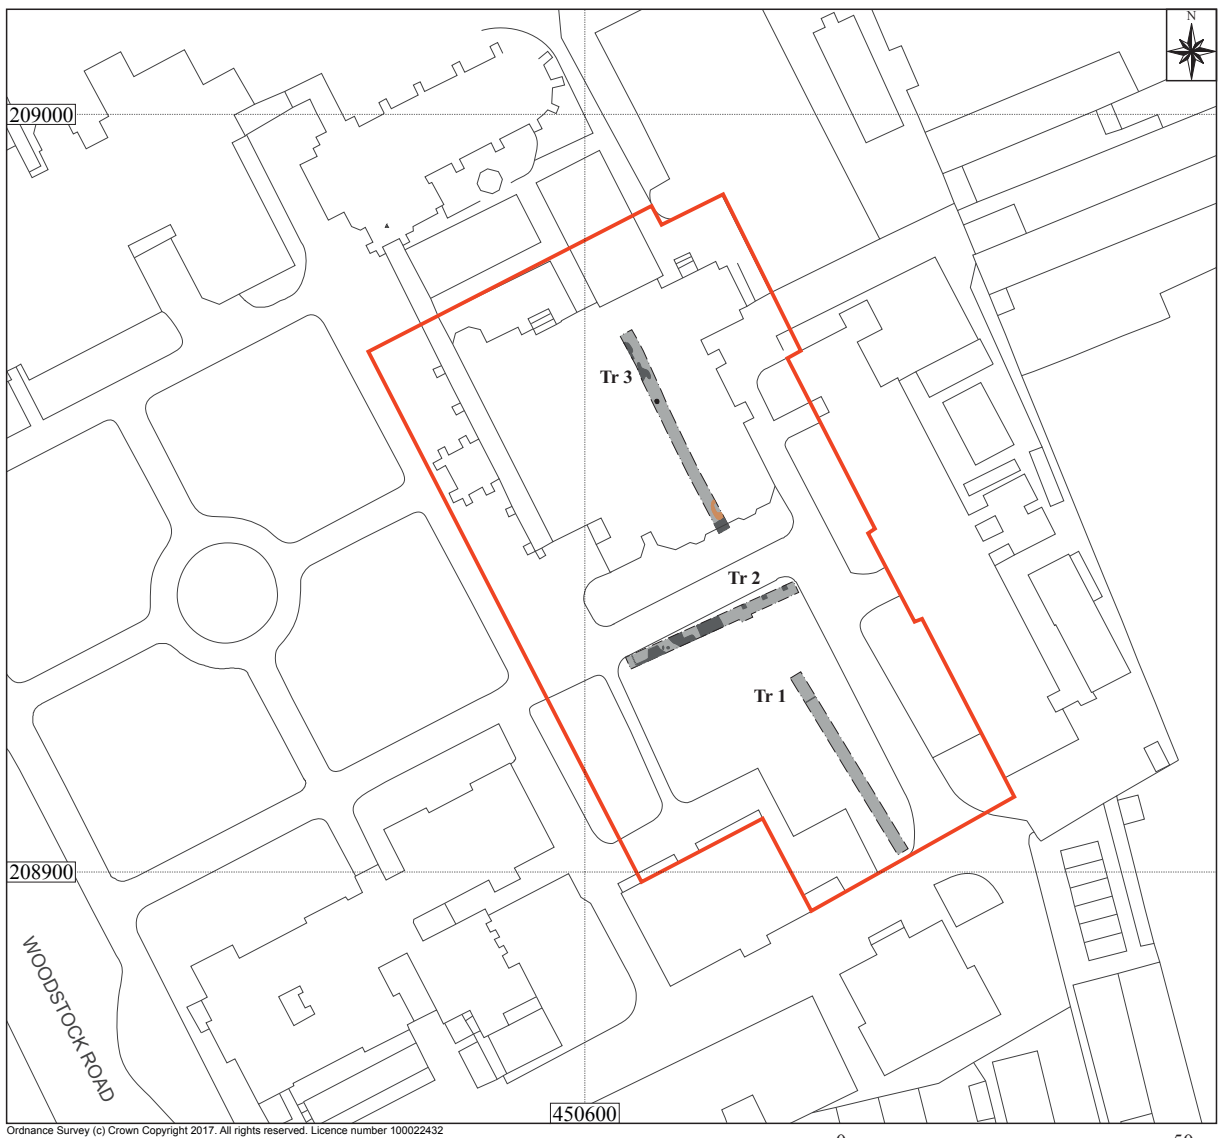 N
209000
Tr 3
Tr 2
Tr 1
208900
WOODSTOCK ROAD
450600
Ordnance Survey (c) Crown Copyright 2017. All rights reserved. Licence number 100022432
0 50